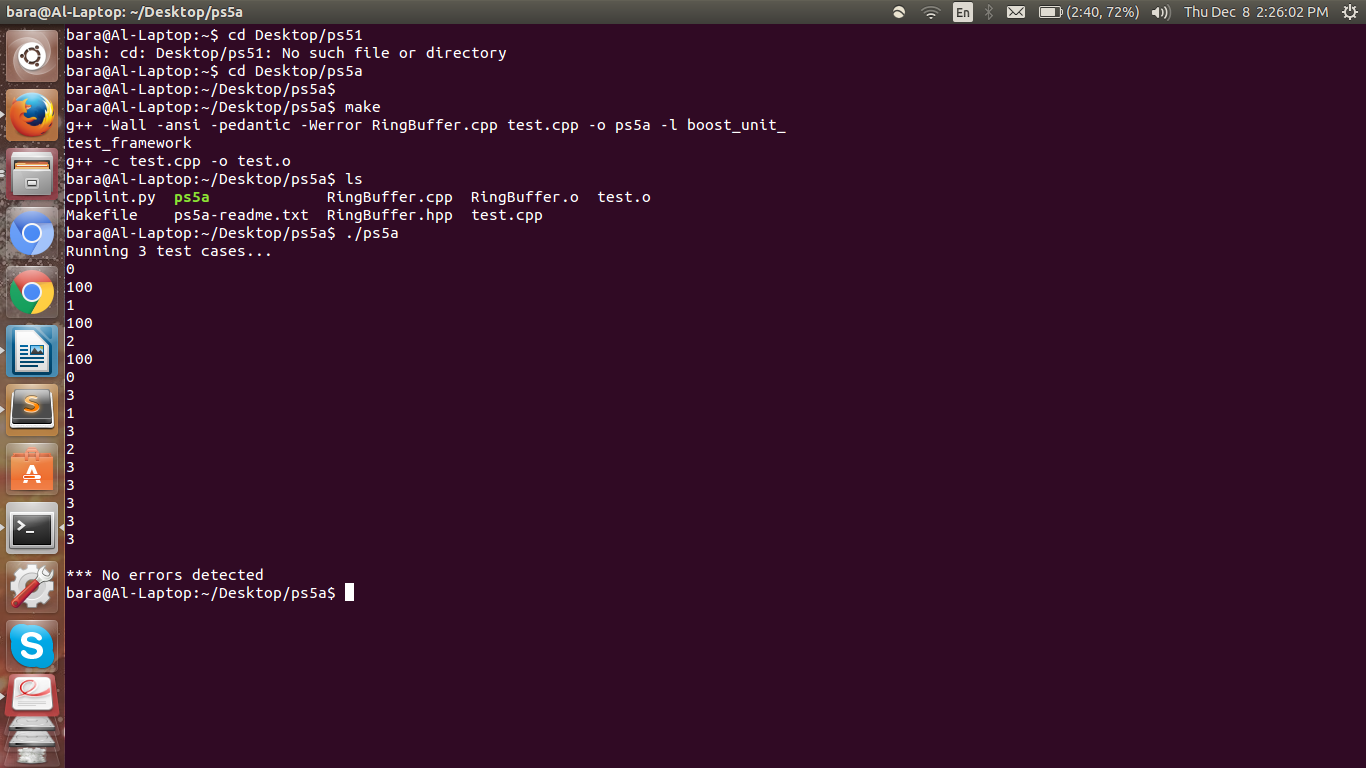 bara@Al-Laptop: ~/Desktop/ps5a
En
(2:40, 72%)
Thu Dec 8 2:26:02 PM
bara@Al-Laptop:~$ cd Desktop/ps51
bash: cd: Desktop/ps51: No such file or directory
bara@Al-Laptop:~$ cd Desktop/ps5a
bara@Al-Laptop:~/Desktop/ps5a$
bara@Al-Laptop:~/Desktop/ps5a$ make
g++ -Wall -ansi -pedantic -Werror RingBuffer.cpp test.cpp -o ps5a -l boost_unit_
test_framework
g++ -c test.cpp -o test.o
bara@Al-Laptop:~/Desktop/ps5a$ ls
cpplint.py  ps5a             RingBuffer.cpp  RingBuffer.o  test.o
Makefile    ps5a-readme.txt  RingBuffer.hpp  test.cpp
bara@Al-Laptop:~/Desktop/ps5a$ ./ps5a
Running 3 test cases...
0
100
1
100
2
100
0
3
1
3
2
3
3
3
3
3
*** No errors detected
bara@Al-Laptop:~/Desktop/ps5a$